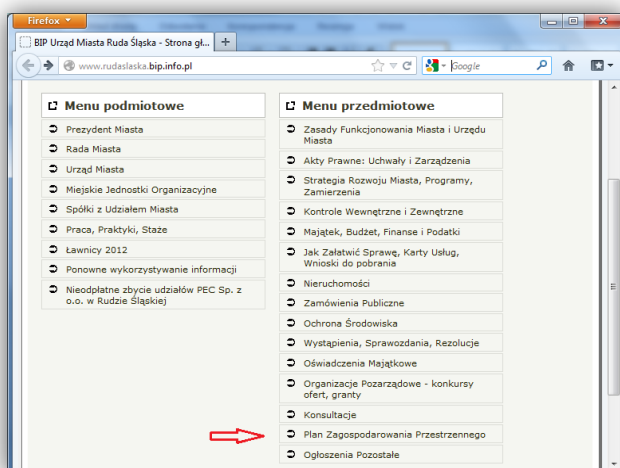 Firefox
BIP Urząd Miasta Ruda Śląska - Strona gł...
www.rudaslaska.bip.info.pl
Google
Menu podmiotowe
Prezydent Miasta
Rada Miasta
Urząd Miasta
Miejskie Jednostki Organizacyjne
Spółki z Udziałem Miasta
Praca, Praktyki, Staże
Ławnicy 2012
Ponowne wykorzystywanie informacji
Nieodpłatne zbycie udziałów PEC Sp. z
o.o. w Rudzie Śląskiej
Menu przedmiotowe
Zasady Funkcjonowania Miasta i Urzędu
Miasta
Akty Prawne: Uchwały i Zarządzenia
Strategia Rozwoju Miasta, Programy,
Zamierzenia
Kontrole Wewnętrzne i Zewnętrzne
Majątek, Budżet, Finanse i Podatki
Jak Załatwić Sprawę, Karty Usług,
Wnioski do pobrania
Nieruchomości
Zamówienia Publiczne
Ochrona Środowiska
Wystąpienia, Sprawozdania, Rezolucje
Oświadczenia Majątkowe
Organizacje Pozarządowe - konkursy
ofert, granty
Konsultacje
Plan Zagospodarowania Przestrzennego
Ogłoszenia Pozostałe